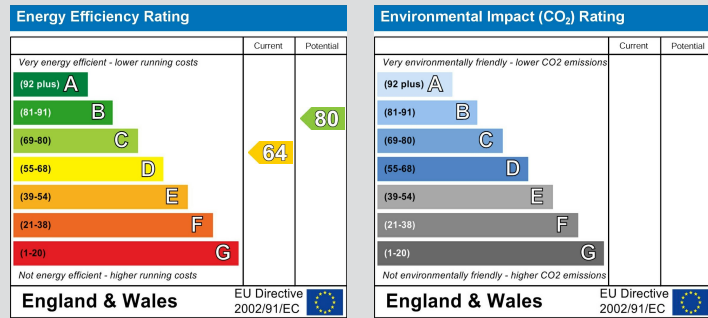 Energy Efficiency Rating
Current Potential
Very energy efficient - lower running costs
(92 plus) A
(81-91) B
(69-80) C
(55-68) D
(39-54) E
(21-38) F
(1-20) G
64
80
Not energy efficient - higher running costs
England & Wales
EU Directive
2002/91/EC
Environmental Impact (CO₂) Rating
Current Potential
Very environmentally friendly - lower CO2 emissions
(92 plus) A
(81-91) B
(69-80) C
(55-68) D
(39-54) E
(21-38) F
(1-20) G
Not environmentally friendly - higher CO2 emissions
England & Wales
EU Directive
2002/91/EC